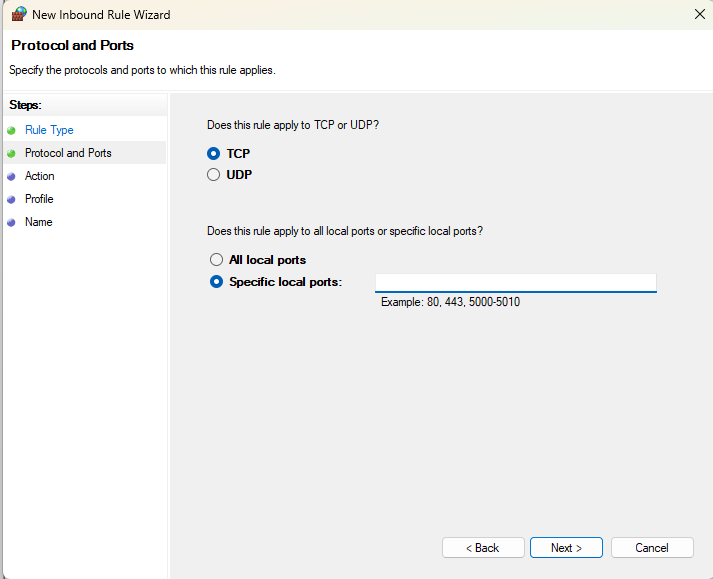 New Inbound Rule Wizard
Protocol and Ports
Specify the protocols and ports to which this rule applies.
Steps:
Rule Type
Protocol and Ports
Action
Profile
Name
Does this rule apply to TCP or UDP?
TCP
UDP
Does this rule apply to all local ports or specific local ports?
All local ports
Specific local ports:
Example: 80, 443, 5000-5010
< Back
Next >
Cancel